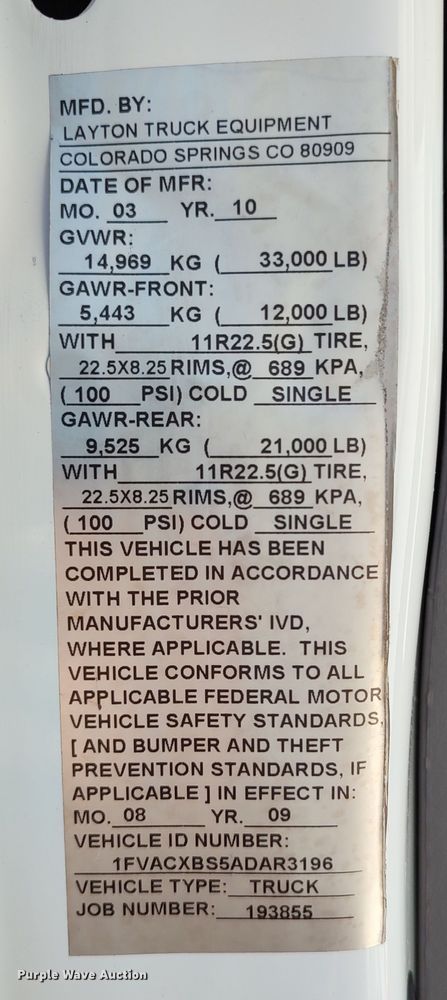 MFD. BY:
LAYTON TRUCK EQUIPMENT
COLORADO SPRINGS CO 80909
DATE OF MFR:
MO. 03 YR. 10
GVWR:
14,969 KG ( 33,000 LB)
GAWR-FRONT:
5,443 KG ( 12,000 LB)
WITH 11R22.5(G) TIRE,
22.5X8.25 RIMS,@ 689 KPA,
( 100 PSI) COLD SINGLE
GAWR-REAR:
9,525 KG ( 21,000 LB)
WITH 11R22.5(G) TIRE,
22.5X8.25 RIMS,@ 689 KPA,
( 100 PSI) COLD SINGLE
THIS VEHICLE HAS BEEN
COMPLETED IN ACCORDANCE
WITH THE PRIOR
MANUFACTURERS' IVD,
WHERE APPLICABLE. THIS
VEHICLE CONFORMS TO ALL
APPLICABLE FEDERAL MOTOR
VEHICLE SAFETY STANDARDS,
[ AND BUMPER AND THEFT
PREVENTION STANDARDS, IF
APPLICABLE ] IN EFFECT IN:
MO. 08 YR. 09
VEHICLE ID NUMBER:
1FVACXBS5ADAR3196
VEHICLE TYPE: TRUCK
JOB NUMBER: 193855
Purple Wave Auction